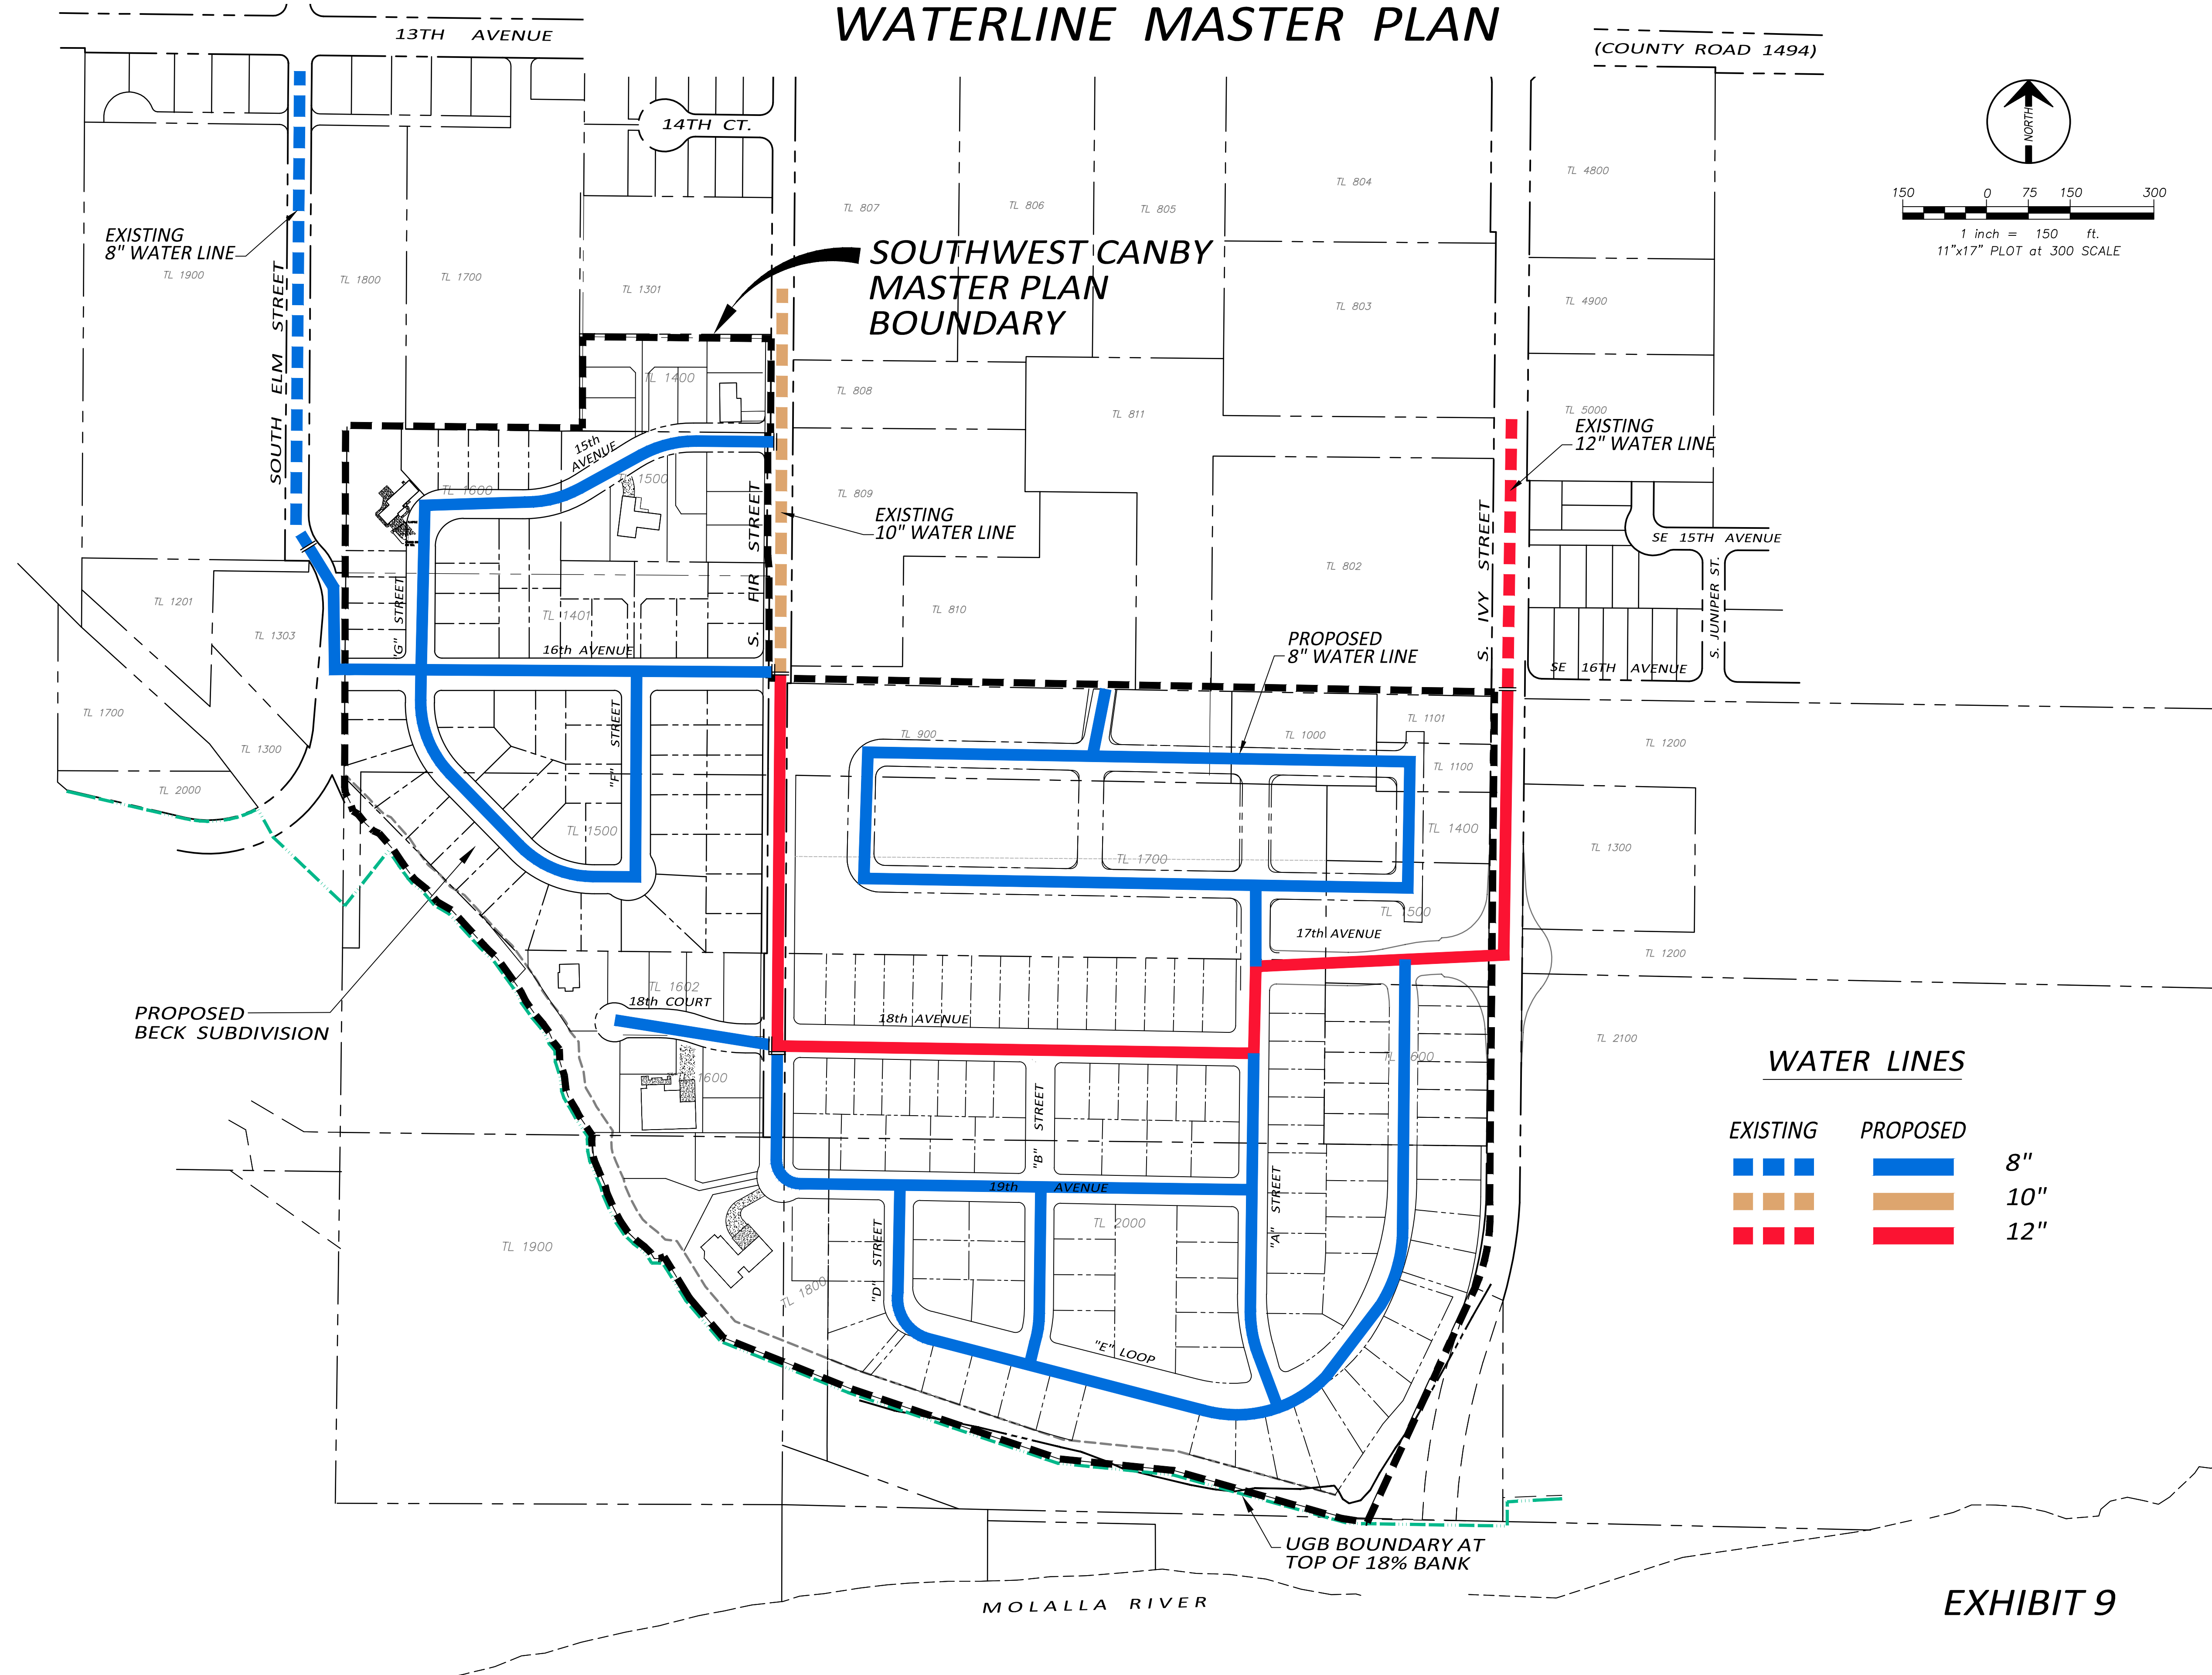 WATERLINE MASTER PLAN
13TH AVENUE
(COUNTY ROAD 1494)
14TH CT.
NORTH
150 0 75 150 300
1 inch = 150 ft.
11"x17" PLOT at 300 SCALE
TL 4800
TL 804
TL 807
TL 806
TL 805
EXISTING
8" WATER LINE
TL 1900
TL 1800
TL 1700
TL 1301
SOUTHWEST CANBY
MASTER PLAN
BOUNDARY
TL 803
TL 4900
SOUTH ELM STREET
TL 1400
TL 808
TL 811
TL 5000
EXISTING
12" WATER LINE
15th
AVENUE
TL 1600
TL 1500
TL 809
EXISTING
10" WATER LINE
S. FIR STREET
S. IVY STREET
SE 15TH AVENUE
S. JUNIPER ST.
TL 802
TL 1201
TL 1303
"G" STREET
TL 1401
TL 810
16th AVENUE
PROPOSED
8" WATER LINE
SE 16TH AVENUE
TL 1700
TL 1300
TL 2000
"F" STREET
TL 1500
TL 900
TL 1000
TL 1101
TL 1100
TL 1400
TL 1200
TL 1700
TL 1300
TL 1500
17th AVENUE
TL 1200
PROPOSED
BECK SUBDIVISION
TL 1602
18th COURT
18th AVENUE
TL 1600
TL 2100
WATER LINES
EXISTING PROPOSED
8"
10"
12"
"B" STREET
19th AVENUE
"A" STREET
TL 1900
TL 1800
"D" STREET
TL 2000
"E" LOOP
UGB BOUNDARY AT
TOP OF 18% BANK
MOLALLA RIVER
EXHIBIT 9